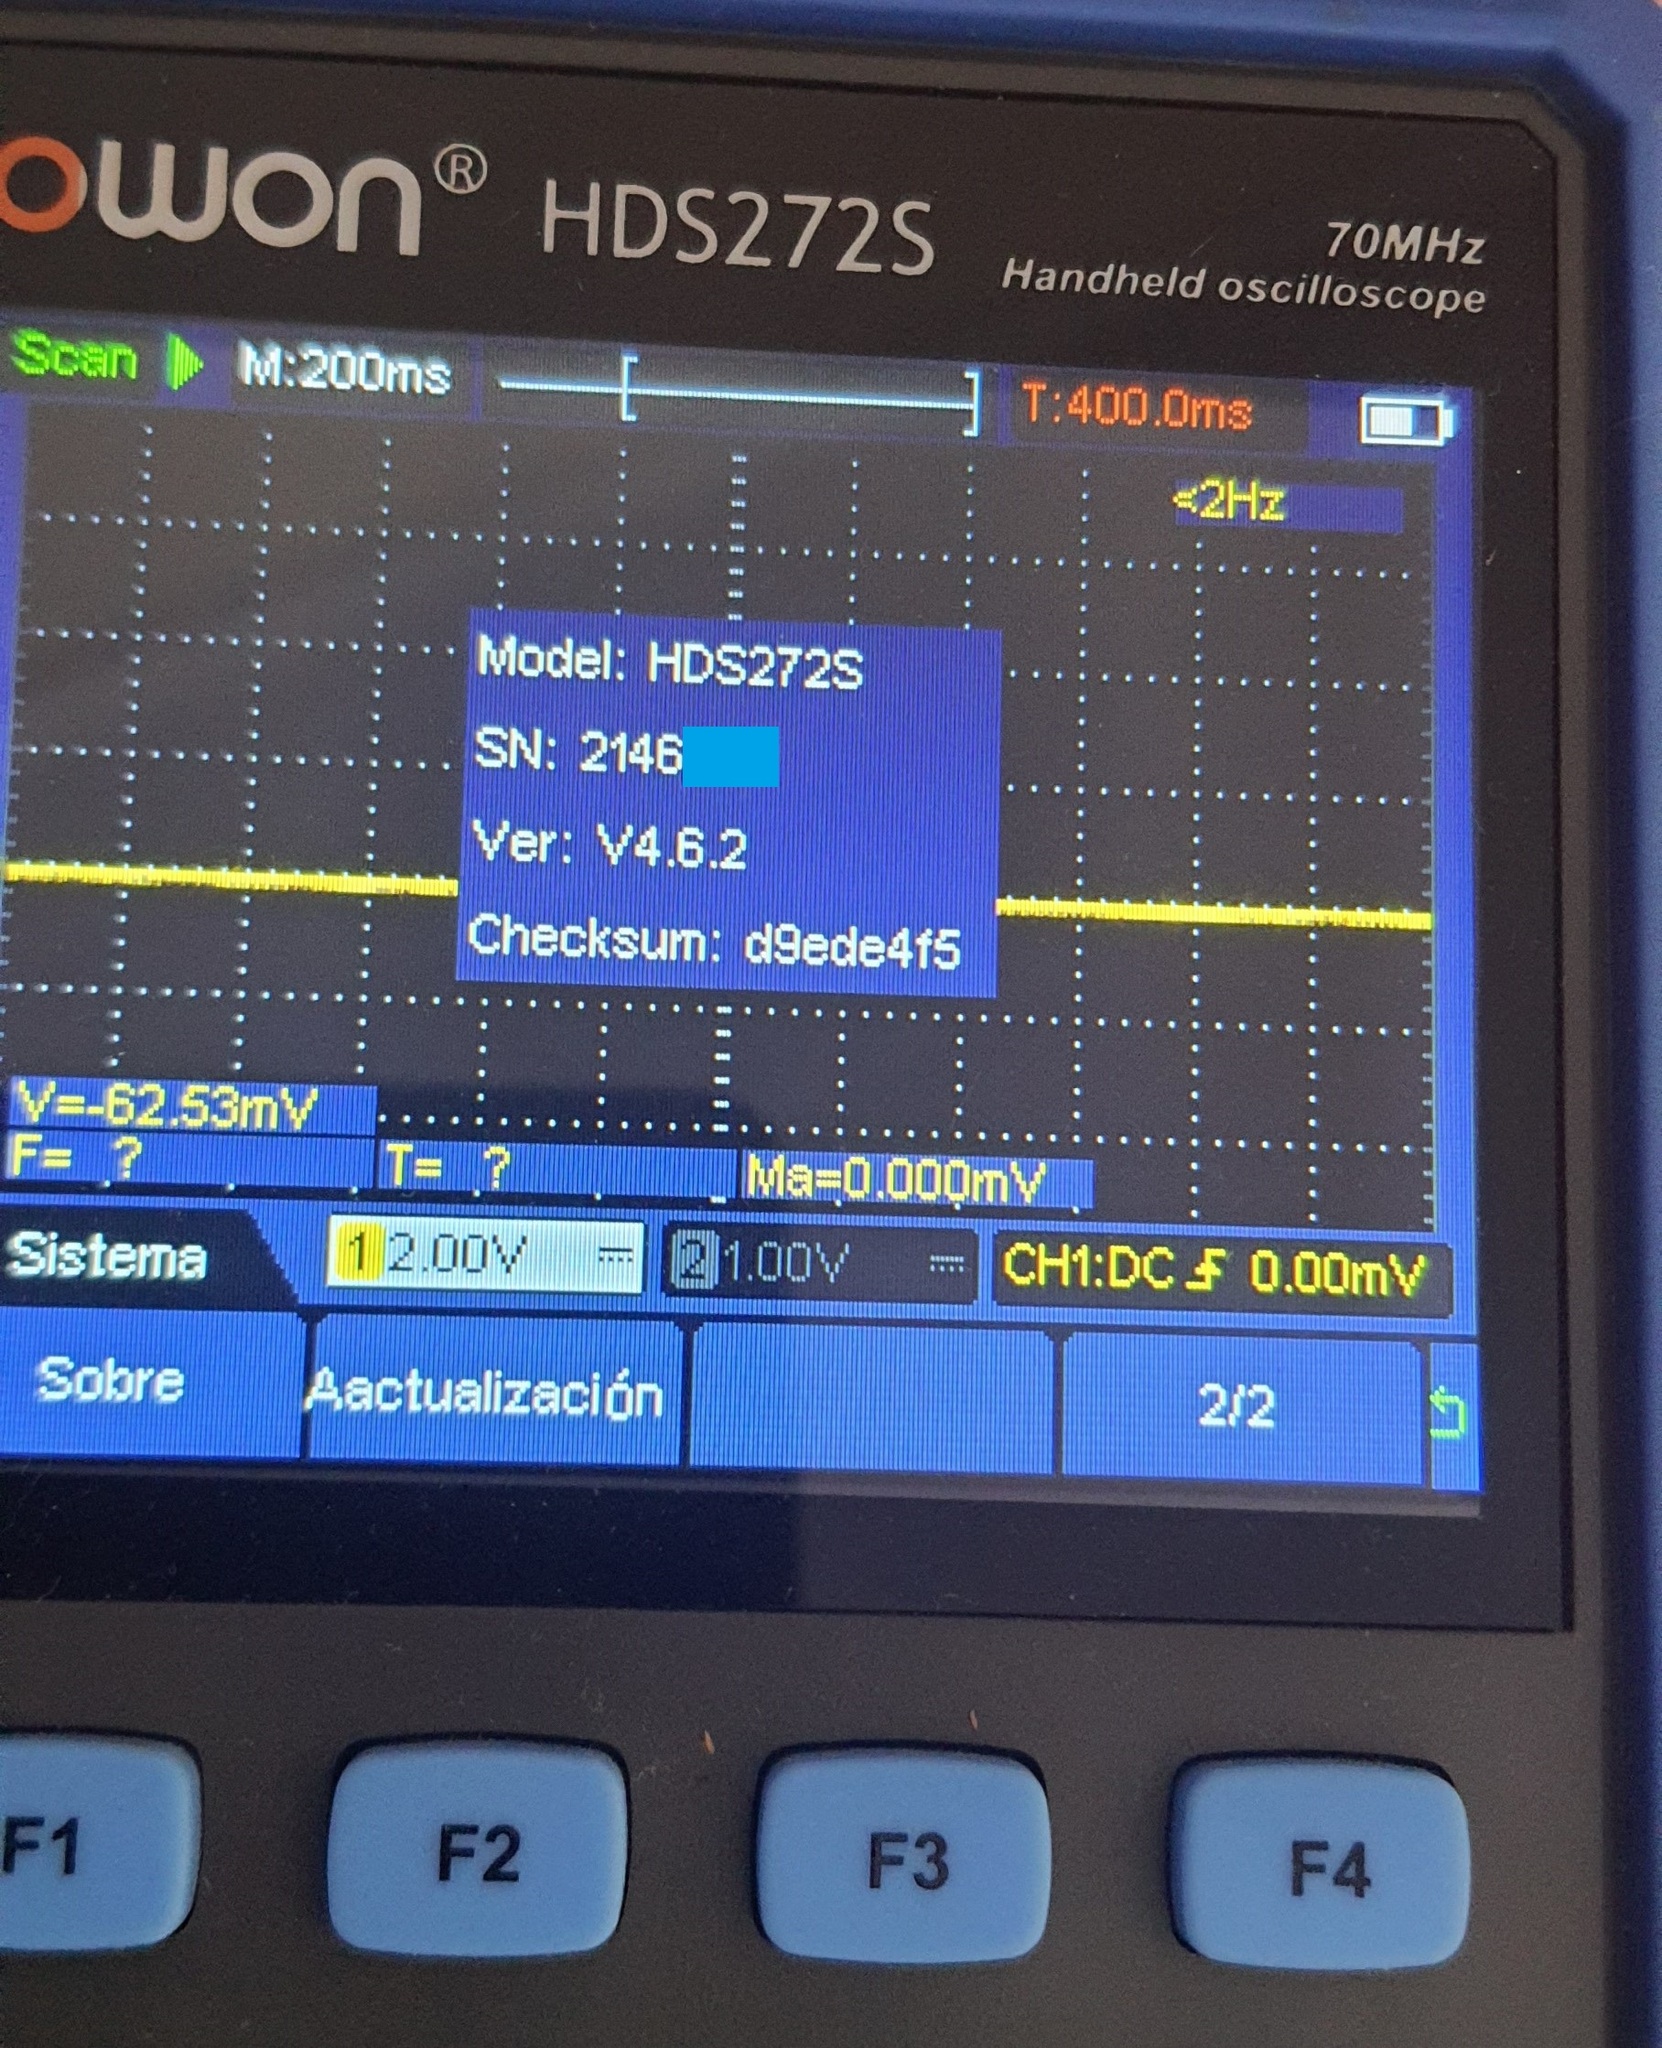 owon® HDS272S
70MHz
Handheld oscilloscope
Scan M:200ms T:400.0ms
<2Hz
Model: HDS272S
SN: 2146
Ver: V4.6.2
Checksum: d9ede4f5
V=-62.53mV
F= ? T= ? Ma=0.000mV
Sistema 1 2.00V 2 1.00V CH1:DC 0.00mV
Sobre Aactualización 2/2
F1 F2 F3 F4